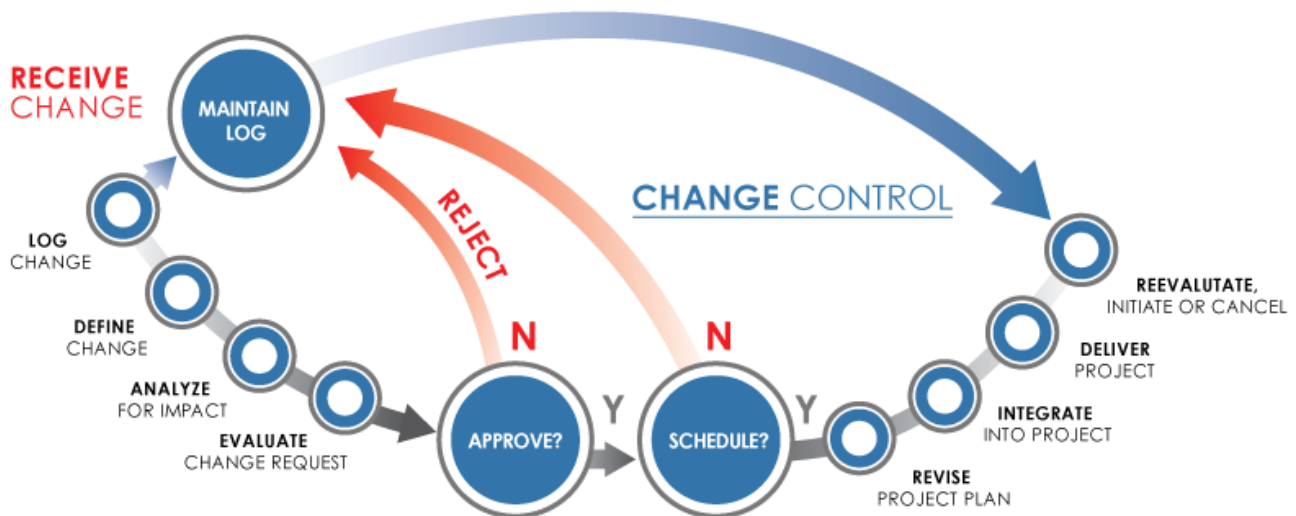 RECEIVE
CHANGE
MAINTAIN
LOG
CHANGE CONTROL
REJECT
LOG
CHANGE
DEFINE
CHANGE
ANALYZE
FOR IMPACT
EVALUATE
CHANGE REQUEST
N
APPROVE?
Y
N
SCHEDULE?
Y
REVISE
PROJECT PLAN
INTEGRATE
INTO PROJECT
DELIVER
PROJECT
REEVALUTATE,
INITIATE OR CANCEL